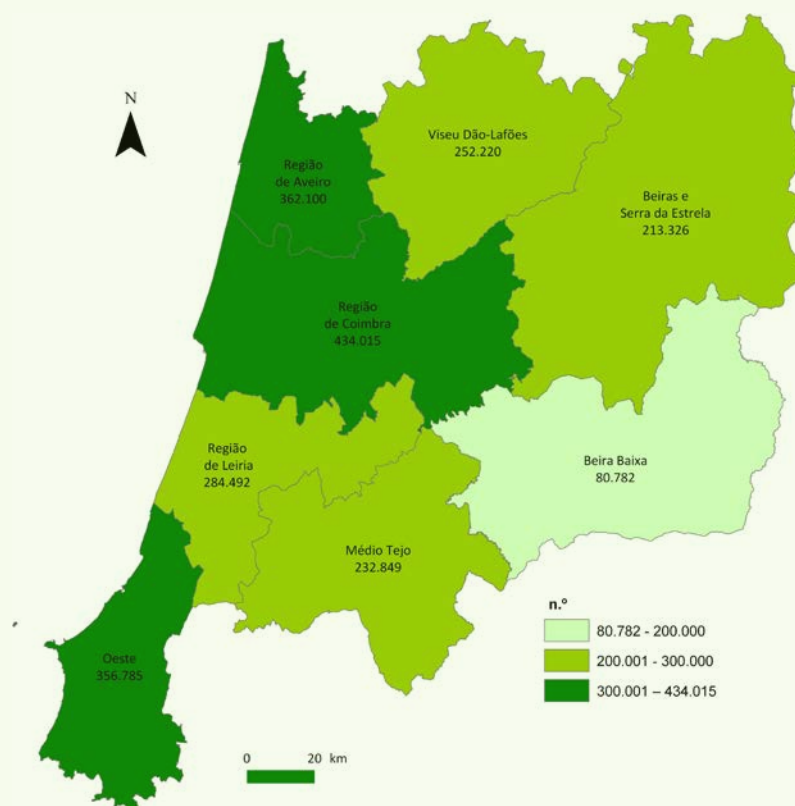 N
Viseu Dão-Lafões
252.220
Região
de Aveiro
362.100
Beiras e
Serra da Estrela
213.326
Região
de Coimbra
434.015
Região
de Leiria
284.492
Beira Baixa
80.782
Médio Tejo
232.849
Oeste
356.785
n.º
80.782 - 200.000
200.001 - 300.000
300.001 – 434.015
0 20 km